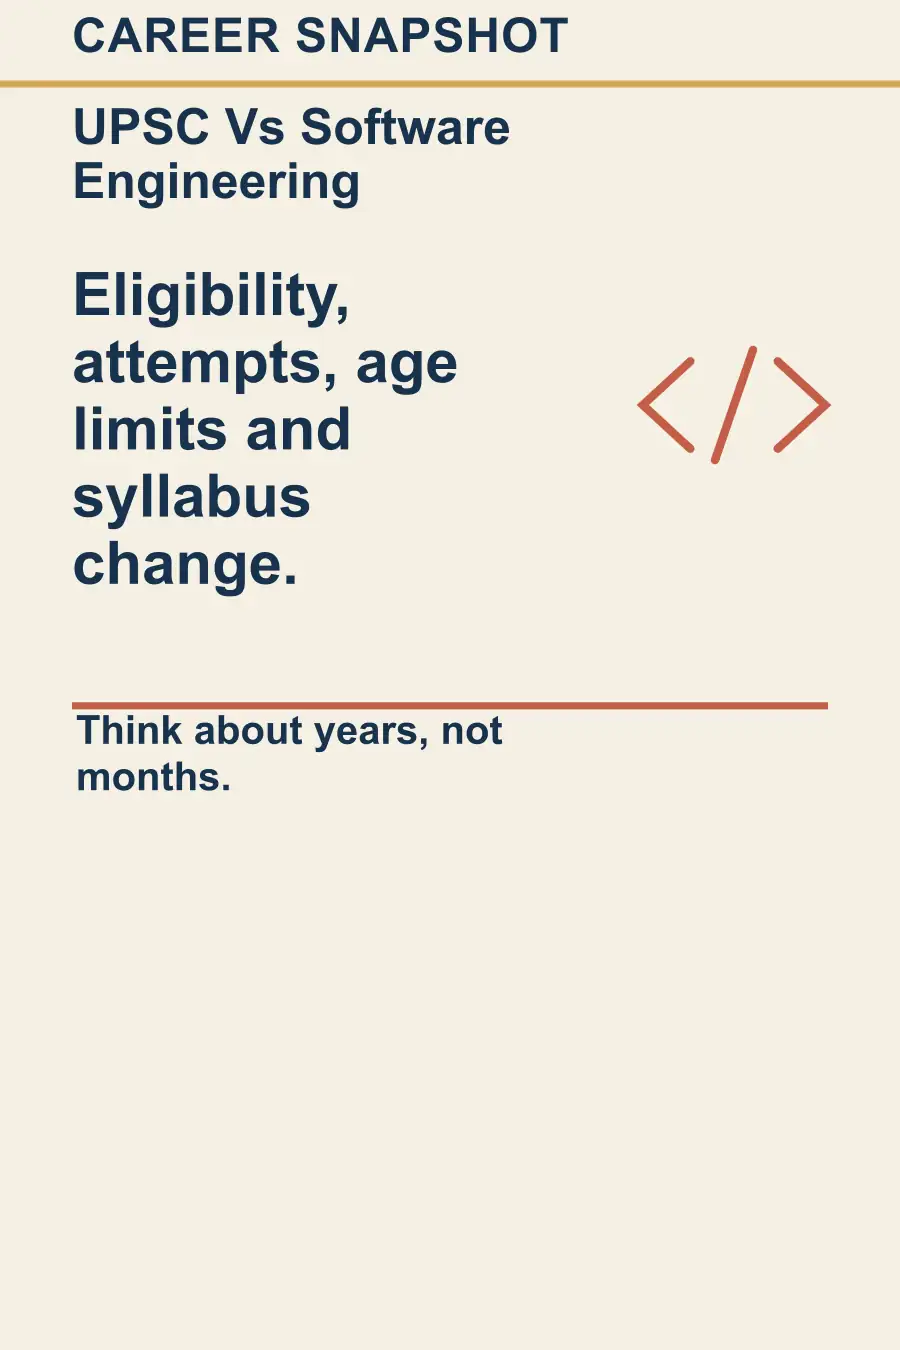 CAREER SNAPSHOT
UPSC Vs Software
Engineering
Eligibility,
attempts, age
limits and
syllabus
change.
</>
Think about years, not
months.